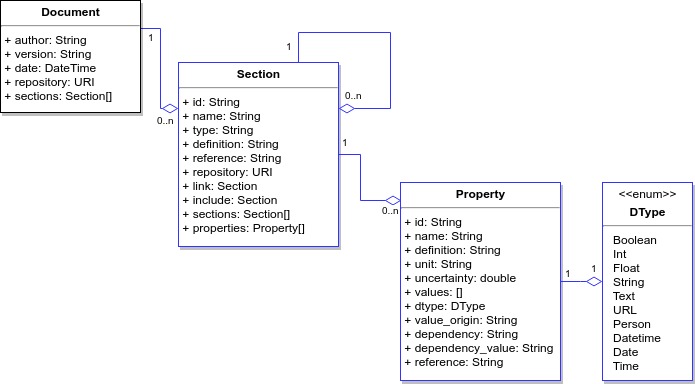 Document
+ author: String
+ version: String
+ date: DateTime
+ repository: URI
+ sections: Section[]
1
0..n
Section
+ id: String
+ name: String
+ type: String
+ definition: String
+ reference: String
+ repository: URI
+ link: Section
+ include: Section
+ sections: Section[]
+ properties: Property[]
1
0..n
1
0..n
Property
+ id: String
+ name: String
+ definition: String
+ unit: String
+ uncertainty: double
+ values: []
+ dtype: DType
+ value_origin: String
+ dependency: String
+ dependency_value: String
+ reference: String
1
1
<<enum>>
DType
Boolean
Int
Float
String
Text
URL
Person
Datetime
Date
Time